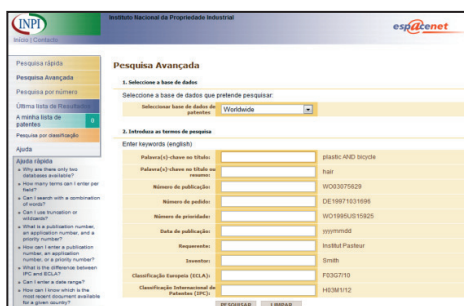 INPI
Instituto Nacional da Propriedade Industrial
espacenet
Início | Contacto
Pesquisa rápida
Pesquisa Avançada
Pesquisa por número
Última lista de Resultados
A minha lista de patentes 0
Pesquisa por classificação
Ajuda
Ajuda rápida
Why are there only two databases available?
How many terms can I enter per field?
Can I search with a combination of words?
Can I use truncation or wildcards?
What is a publication number, an application number, and a priority number?
How can I enter a publication number, an application number, or a priority number?
What is the difference between IPC and ECLA?
Can I enter a date range?
How can I know which is the most recent document available for a given country?
Pesquisa Avançada
1. Seleccione a base de dados
Seleccione a base de dados que pretende pesquisar:
Seleccionar base de dados de patentes Worldwide
2. Introduza os termos de pesquisa
Enter keywords (english)
Palavra(s)-chave no título: plastic AND bicycle
Palavra(s)-chave no título ou resumo: hair
Número de publicação: WO03075629
Número de pedido: DE19971031696
Número de prioridade: WO1995US15925
Data de publicação: yyyymmdd
Requerente: Institut Pasteur
Inventor: Smith
Classificação Europeia (ECLA): F03G7/10
Classificação Internacional de Patentes (IPC): H03M1/12
PESQUISAR LIMPAR